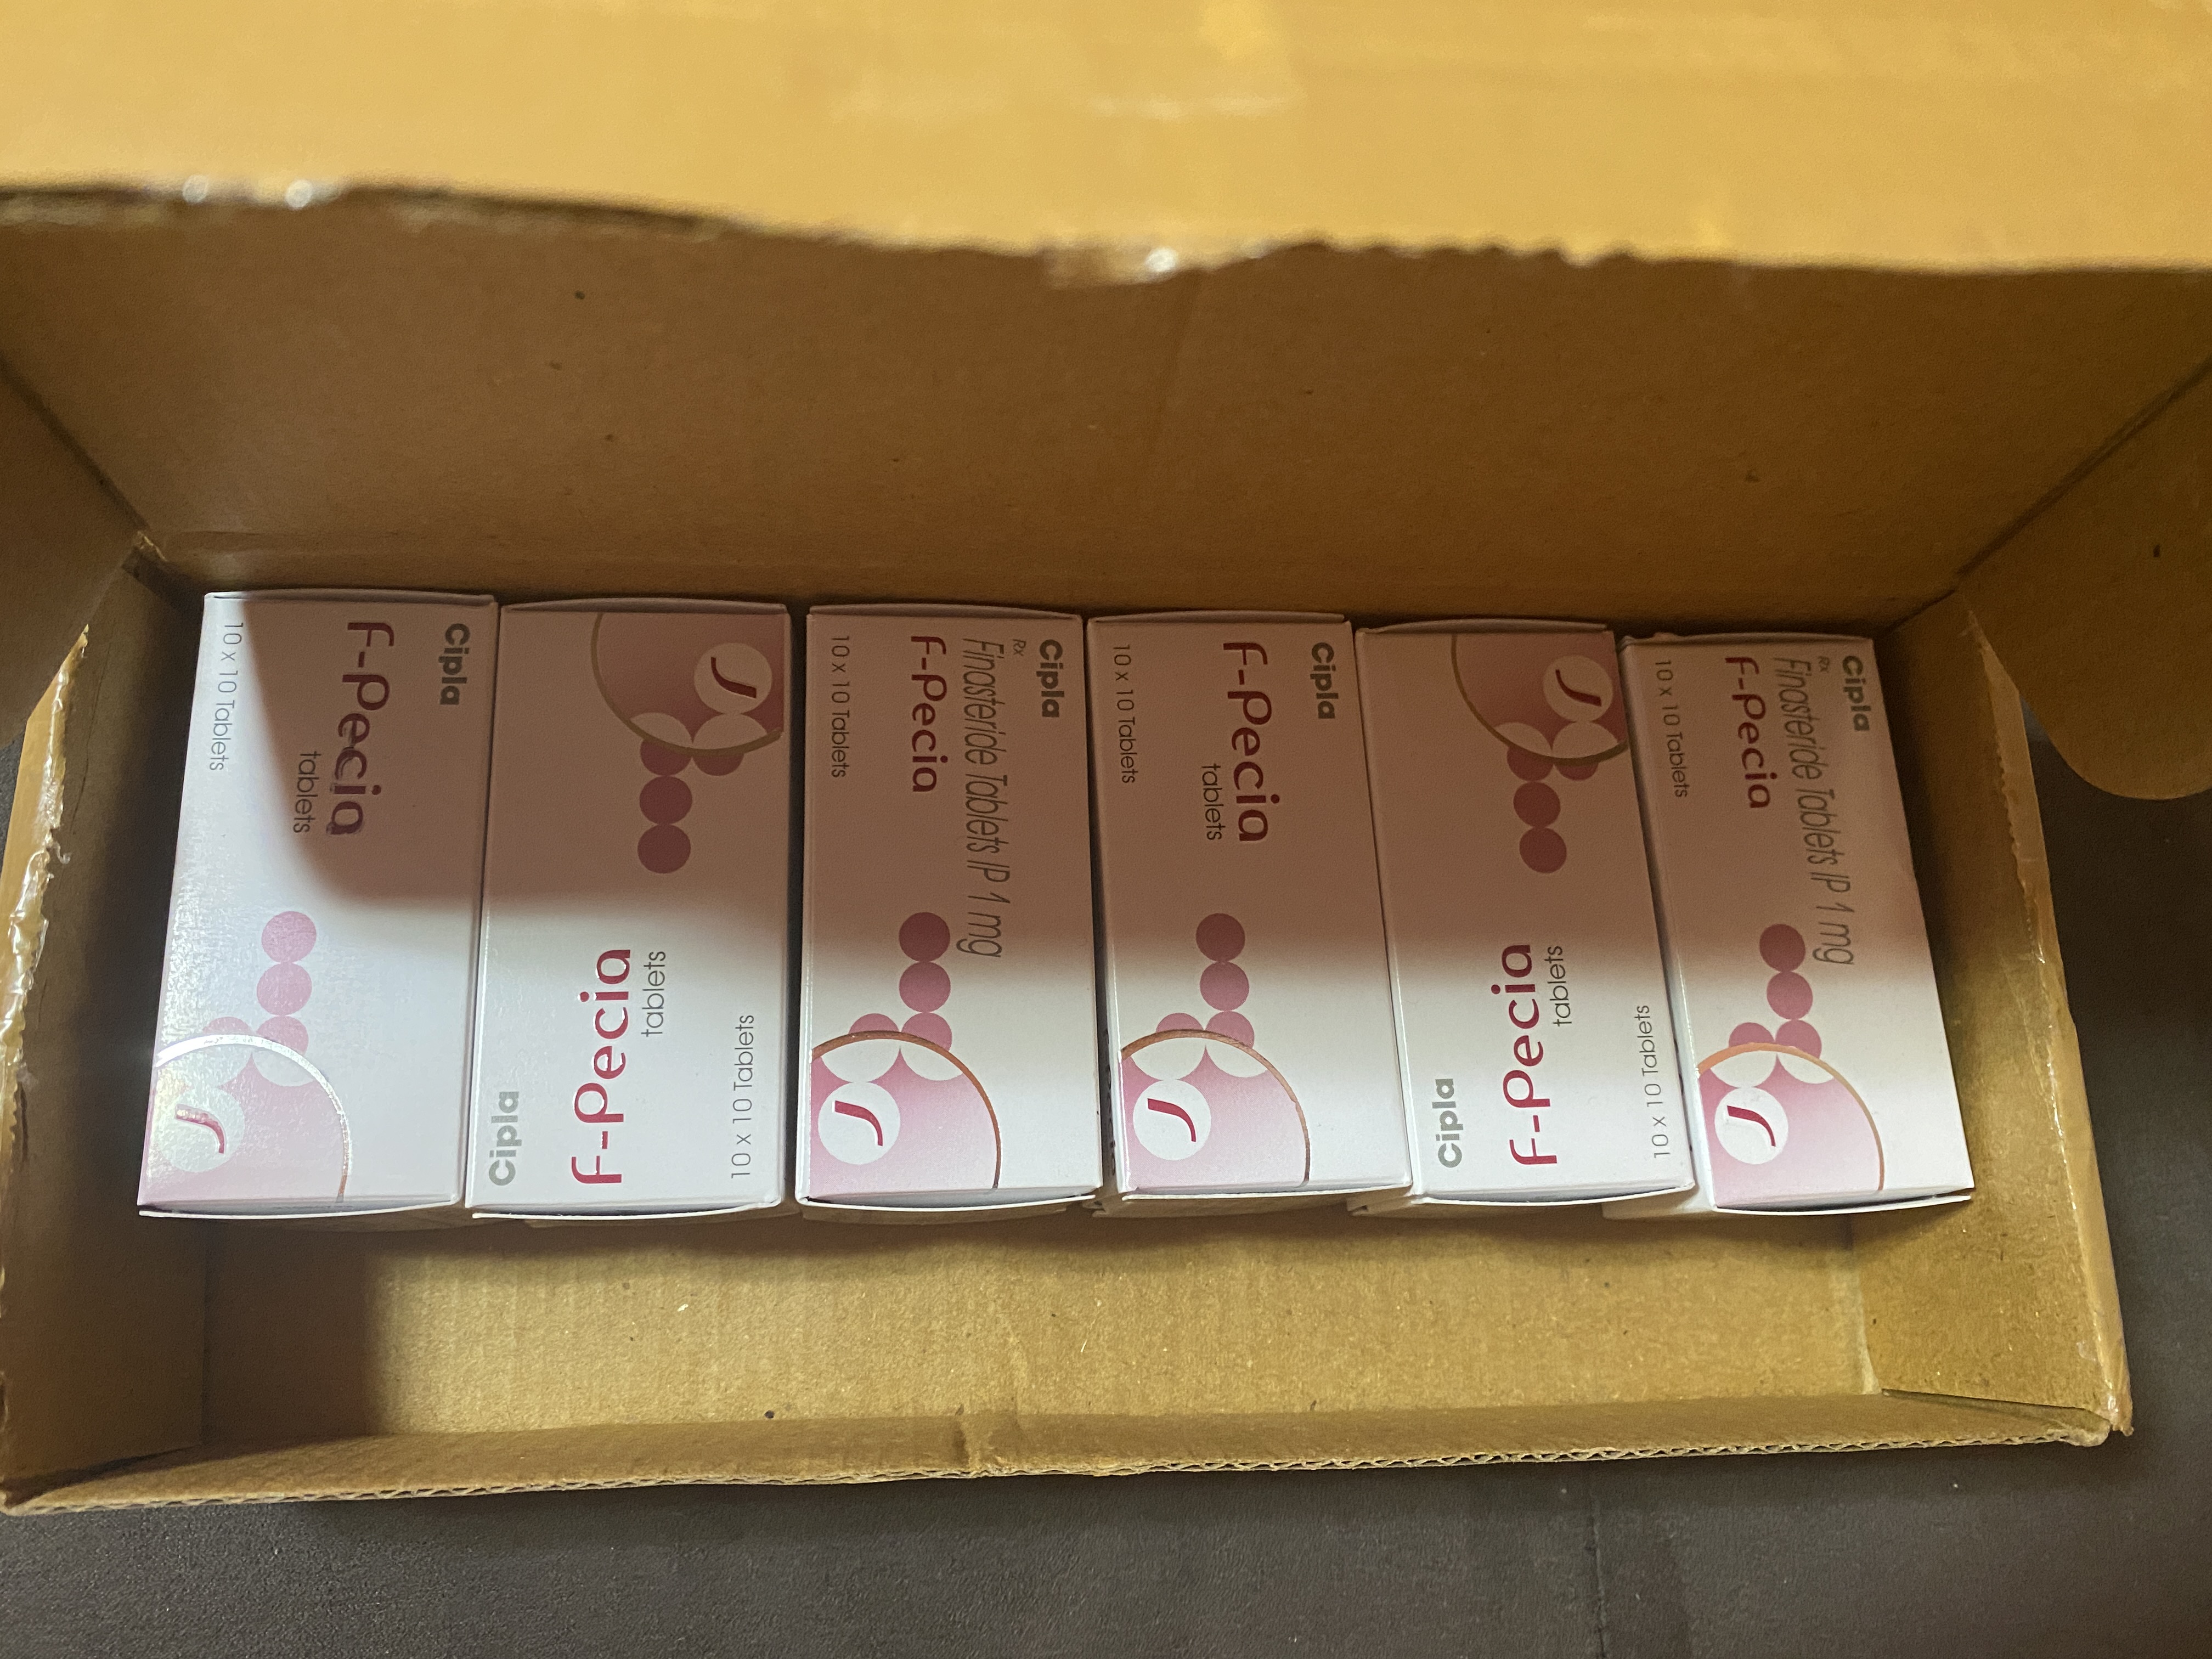 Cipla
F-Pecia
tablets
10 x 10 Tablets
Cipla
F-Pecia
tablets
10 x 10 Tablets
Cipla
Rx
Finasteride Tablets IP 1 mg
F-Pecia
10 x 10 Tablets
Cipla
F-Pecia
tablets
10 x 10 Tablets
Cipla
F-Pecia
tablets
10 x 10 Tablets
Cipla
Rx
Finasteride Tablets IP 1 mg
F-Pecia
10 x 10 Tablets